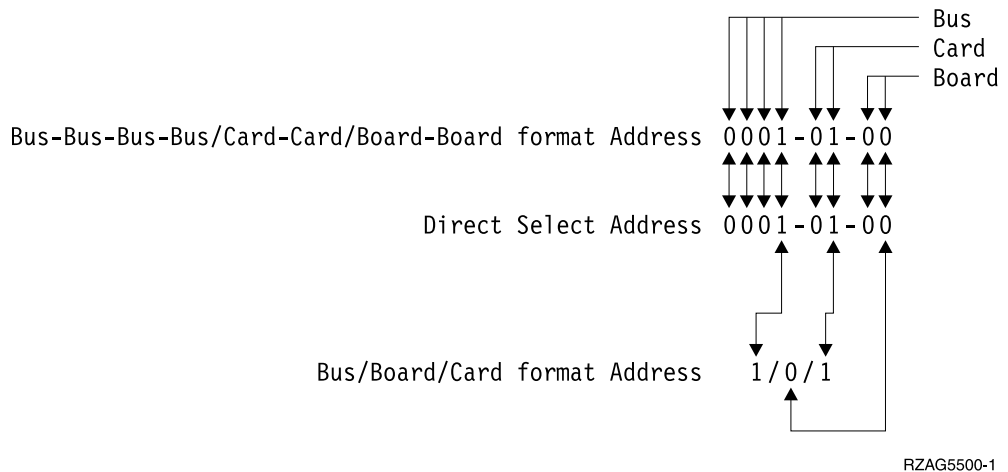 Bus
Card
Board
Bus-Bus-Bus-Bus/Card-Card/Board-Board format Address 0001-01-00
Direct Select Address 0001-01-00
Bus/Board/Card format Address 1/0/1
RZAG5500-1